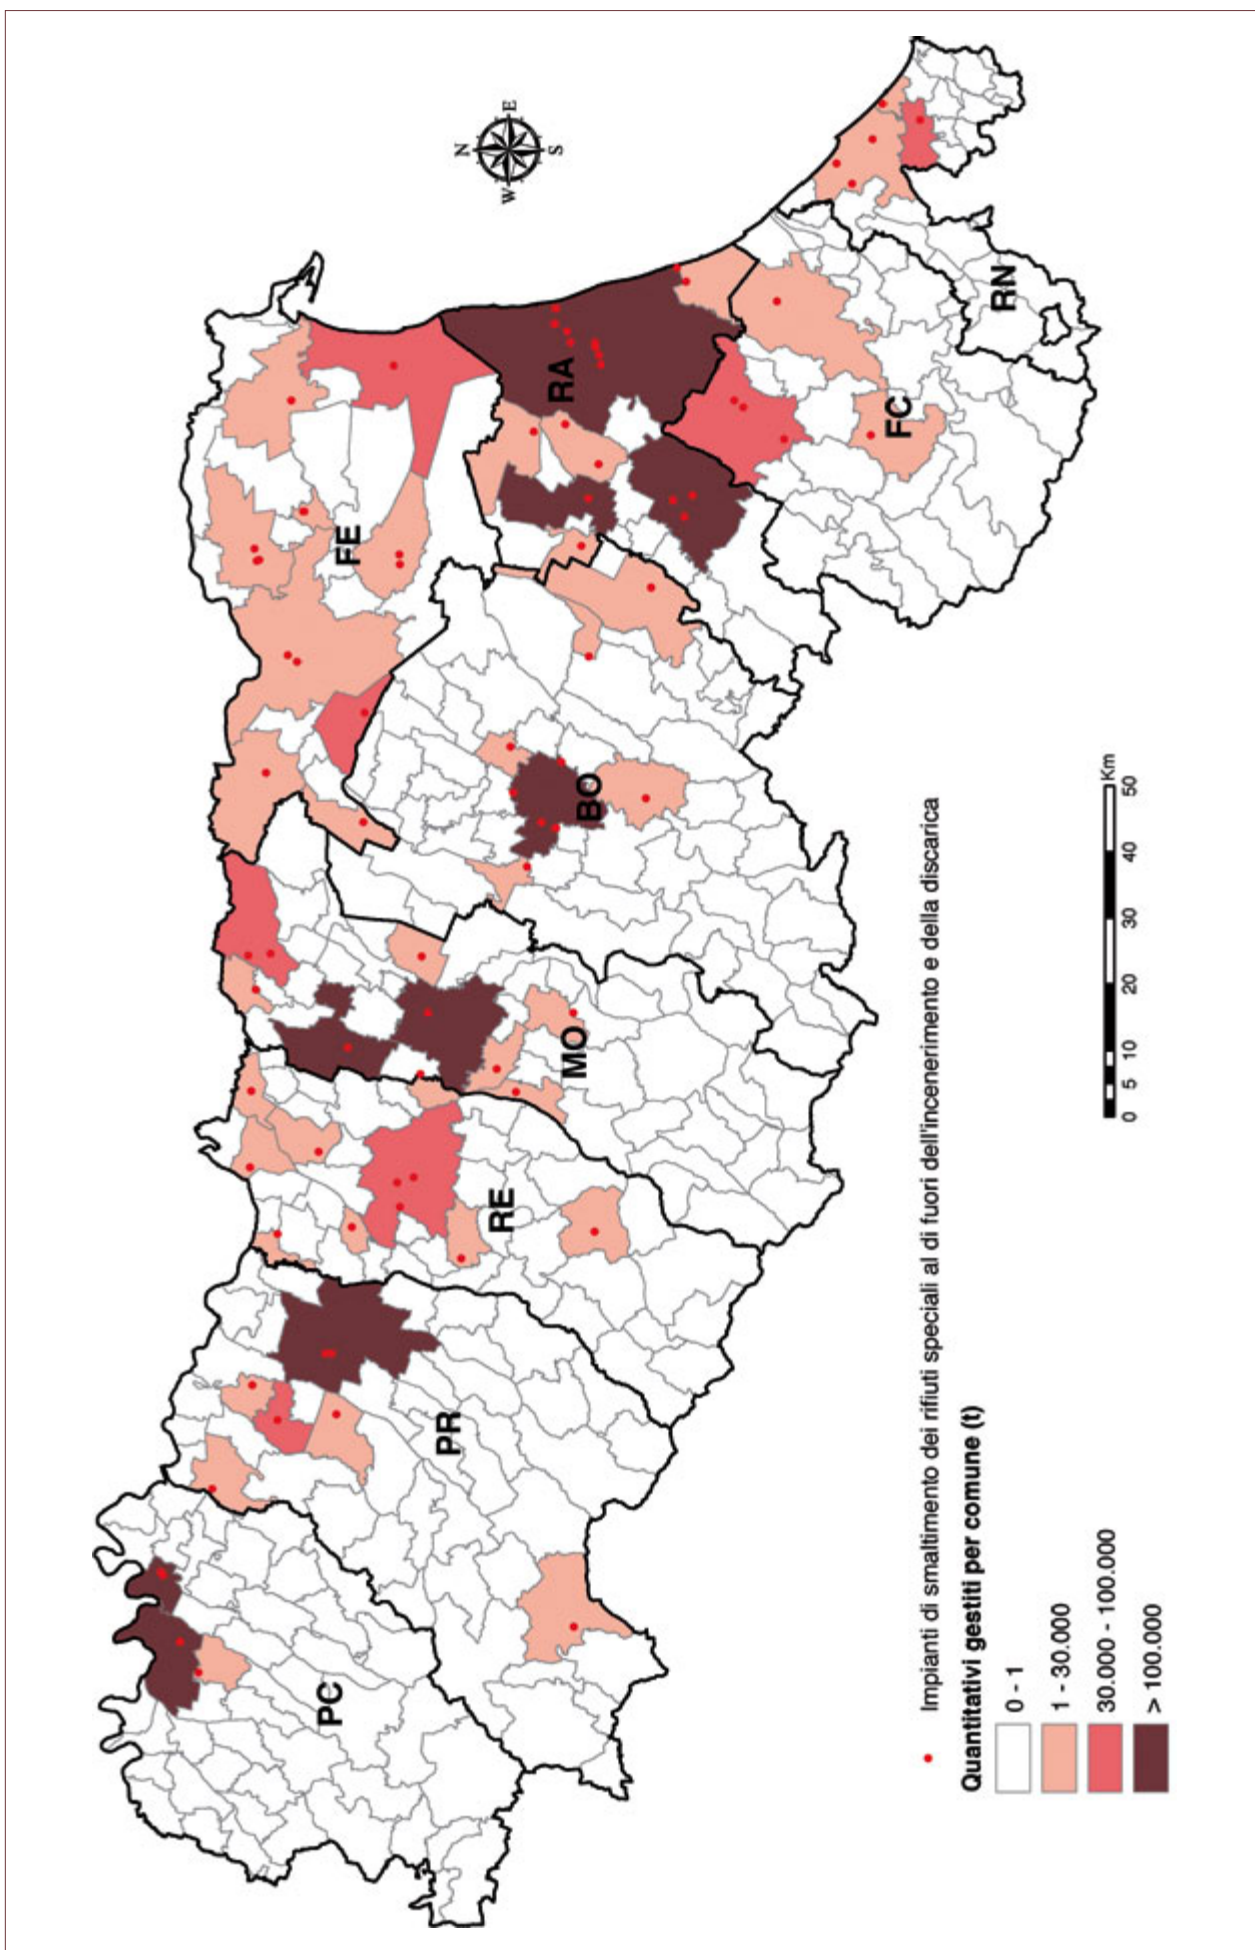 N
W
E
S
FE
RA
BO
FC
RN
MO
RE
PR
PC
Impianti di smaltimento dei rifiuti speciali al di fuori dell'incenerimento e della discarica
Quantitativi gestiti per comune (t)
0 - 1
1 - 30.000
30.000 - 100.000
> 100.000
0 5 10 20 30 40 50
Km